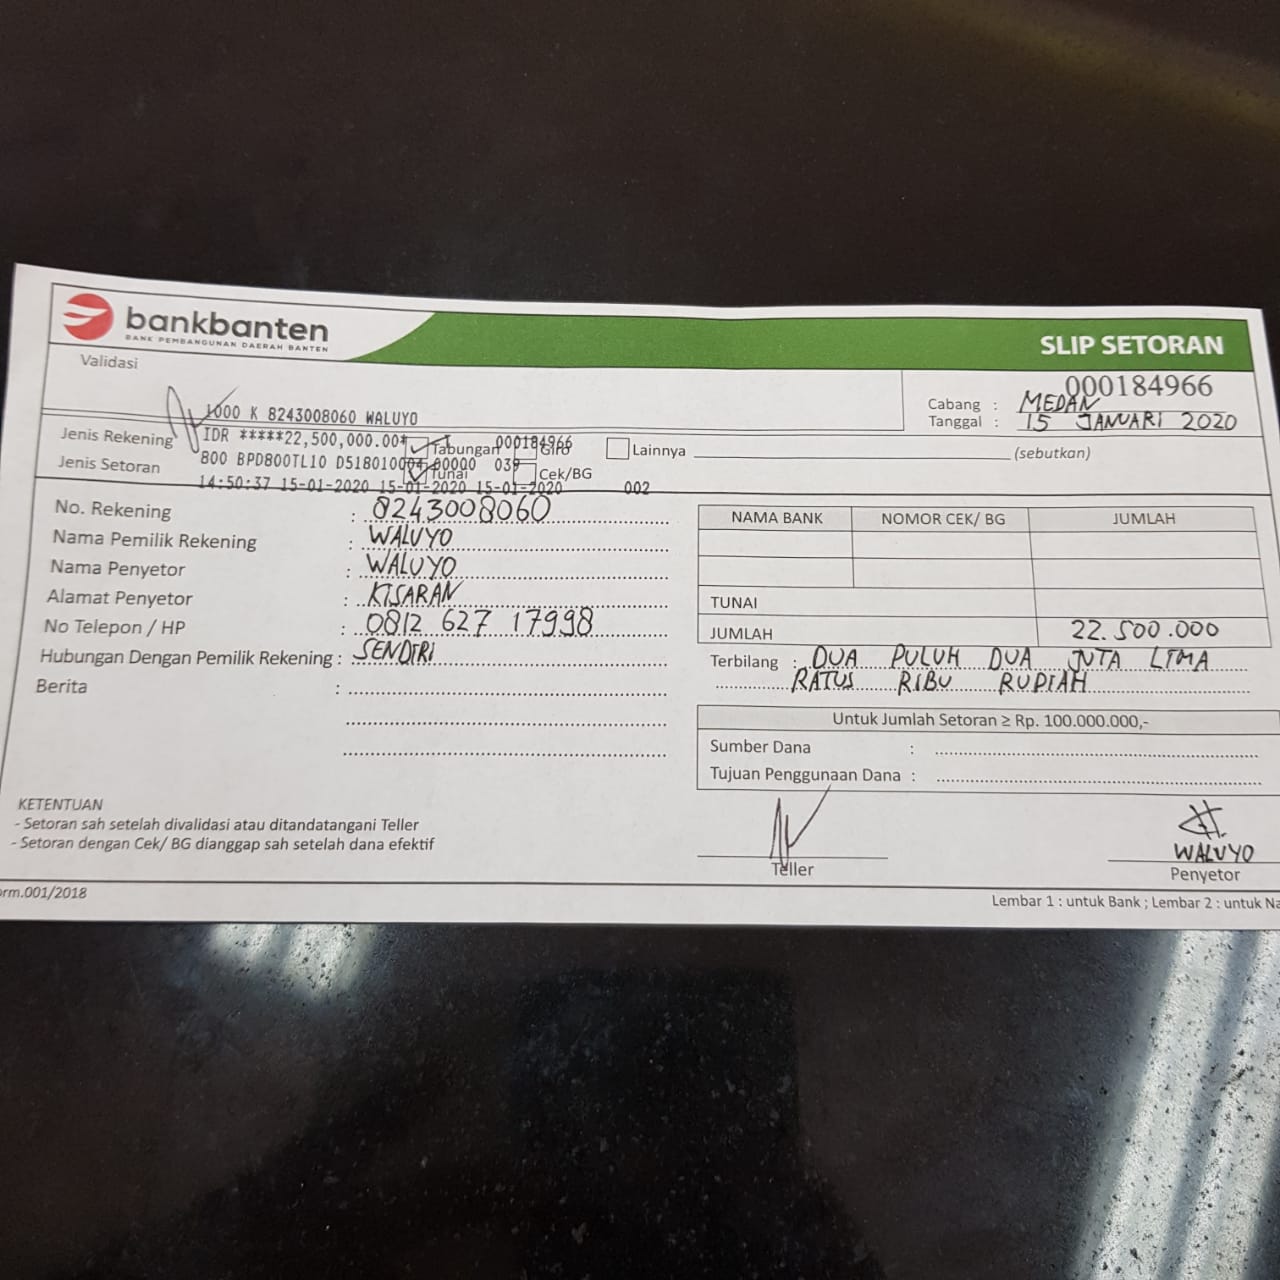 bankbanten
BANK PEMBANGUNAN DAERAH BANTEN
SLIP SETORAN
Validasi
000184966
Cabang : MEDAN
Tanggal : 15 JANUARI 2020
1000 K 8243008060 WALUYO
IDR *****22,500,000.00* 000184966
Jenis Rekening Tabungan Giro Lainnya (sebutkan)
800 BPD800TL10 D518010004 00000 039
Jenis Setoran Tunai Cek/BG
14:50:37 15-01-2020 15-01-2020 15-01-2020 002
No. Rekening : 8243008060
Nama Pemilik Rekening : WALUYO
Nama Penyetor : WALUYO
Alamat Penyetor : KISARAN
No Telepon / HP : 0812 627 17998
Hubungan Dengan Pemilik Rekening : SENDIRI
Berita :
NAMA BANK NOMOR CEK/ BG JUMLAH
TUNAI
JUMLAH 22.500.000
Terbilang : DUA PULUH DUA JUTA LIMA
RATUS RIBU RUPIAH
Untuk Jumlah Setoran ≥ Rp. 100.000.000,-
Sumber Dana :
Tujuan Penggunaan Dana :
KETENTUAN
- Setoran sah setelah divalidasi atau ditandatangani Teller
- Setoran dengan Cek/ BG dianggap sah setelah dana efektif
Teller
WALUYO
Penyetor
orm.001/2018
Lembar 1 : untuk Bank ; Lembar 2 : untuk Na